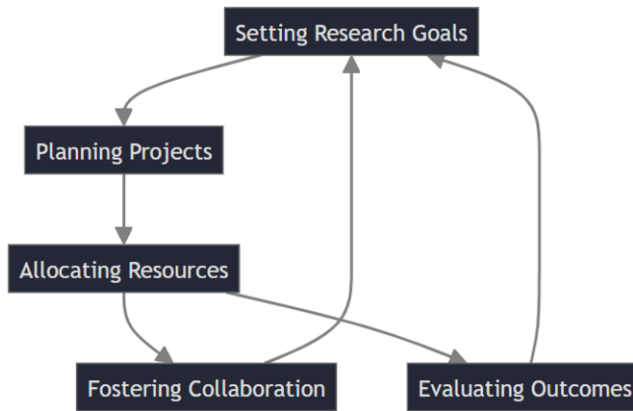 Setting Research Goals
Planning Projects
Allocating Resources
Fostering Collaboration
Evaluating Outcomes